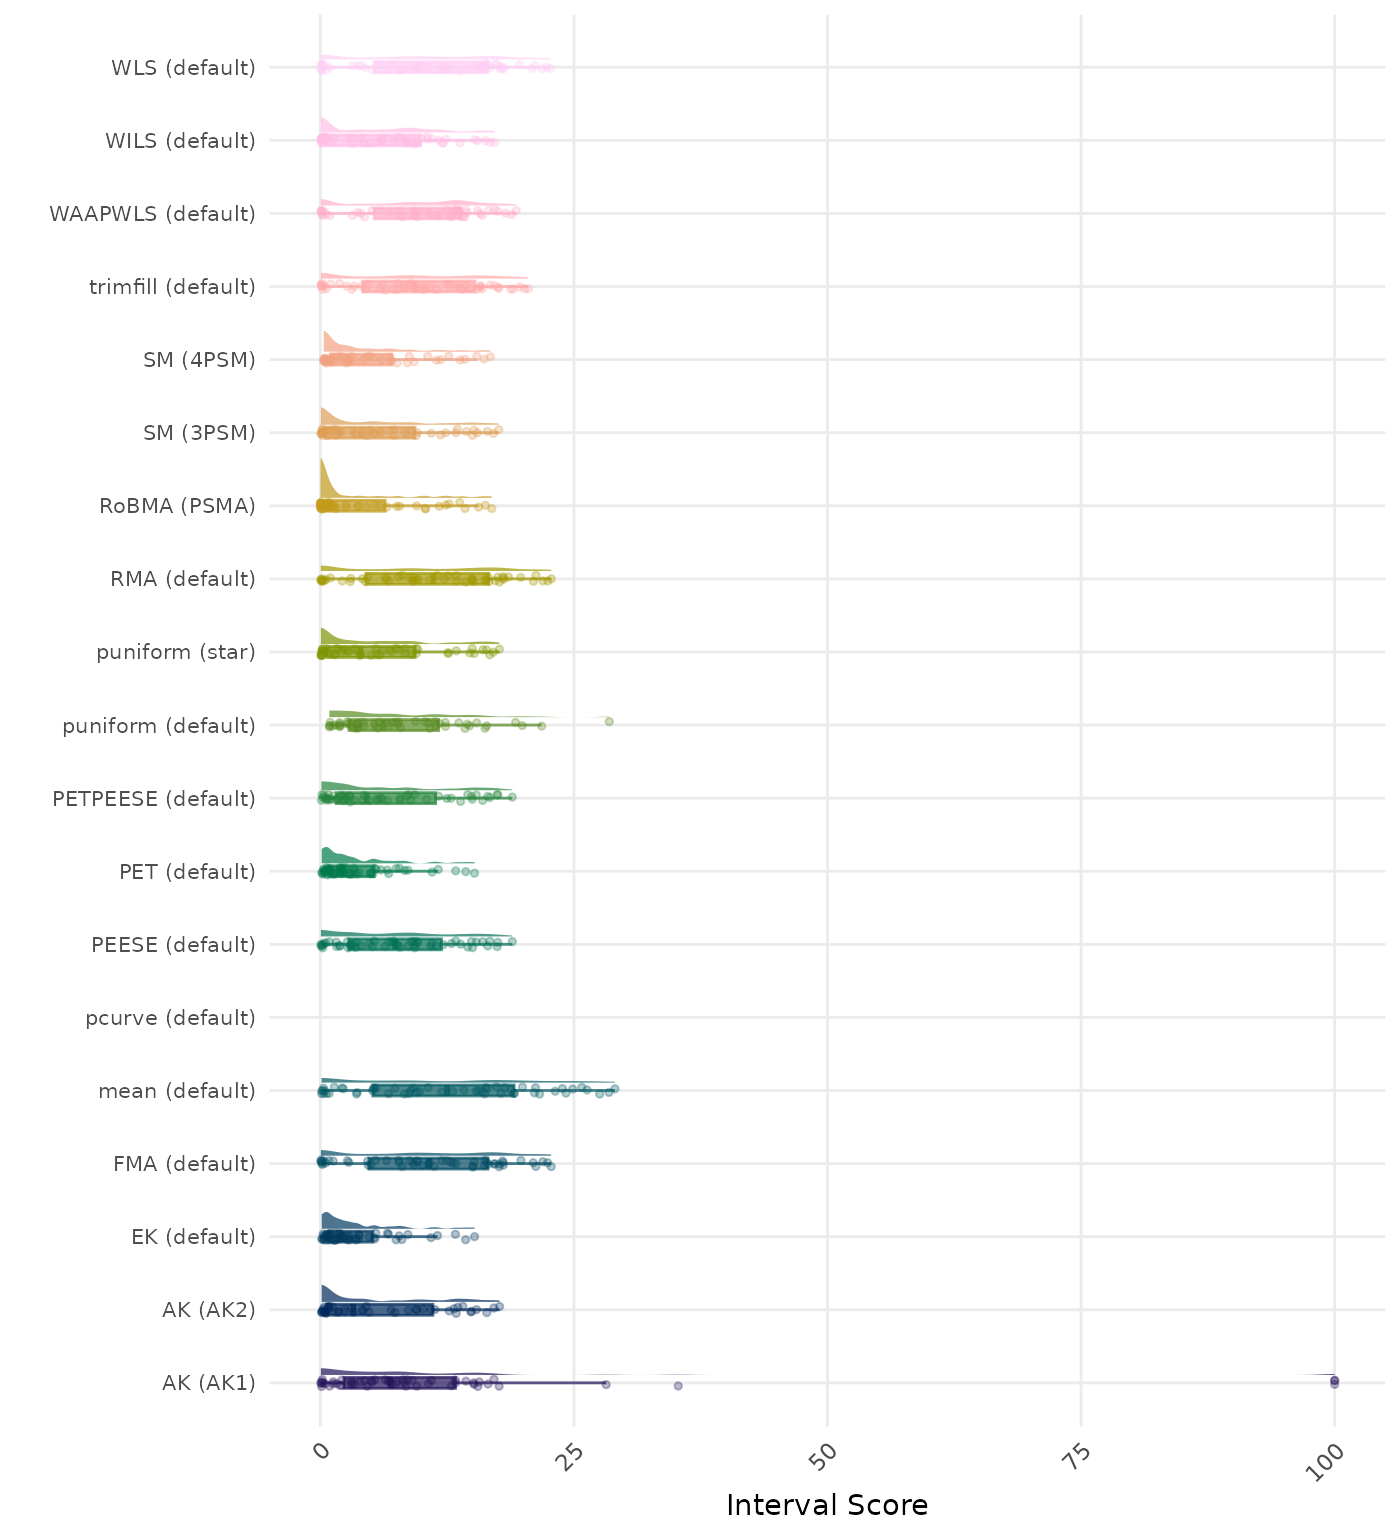 WLS (default)
WILS (default)
WAAPWLS (default)
trimfill (default)
SM (4PSM)
SM (3PSM)
RoBMA (PSMA)
RMA (default)
puniform (star)
puniform (default)
PETPEESE (default)
PET (default)
PEESE (default)
pcurve (default)
mean (default)
FMA (default)
EK (default)
AK (AK2)
AK (AK1)
0 25 50 75 100
Interval Score